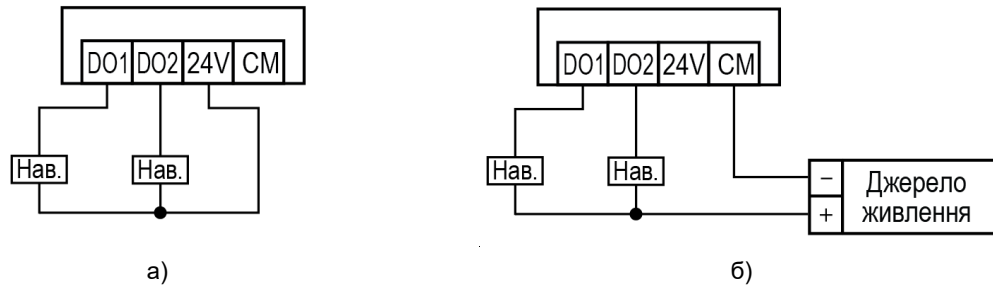 DO1 DO2 24V CM
Нав. Нав.
а)
DO1 DO2 24V CM
Нав. Нав.
− Джерело
+ живлення
б)